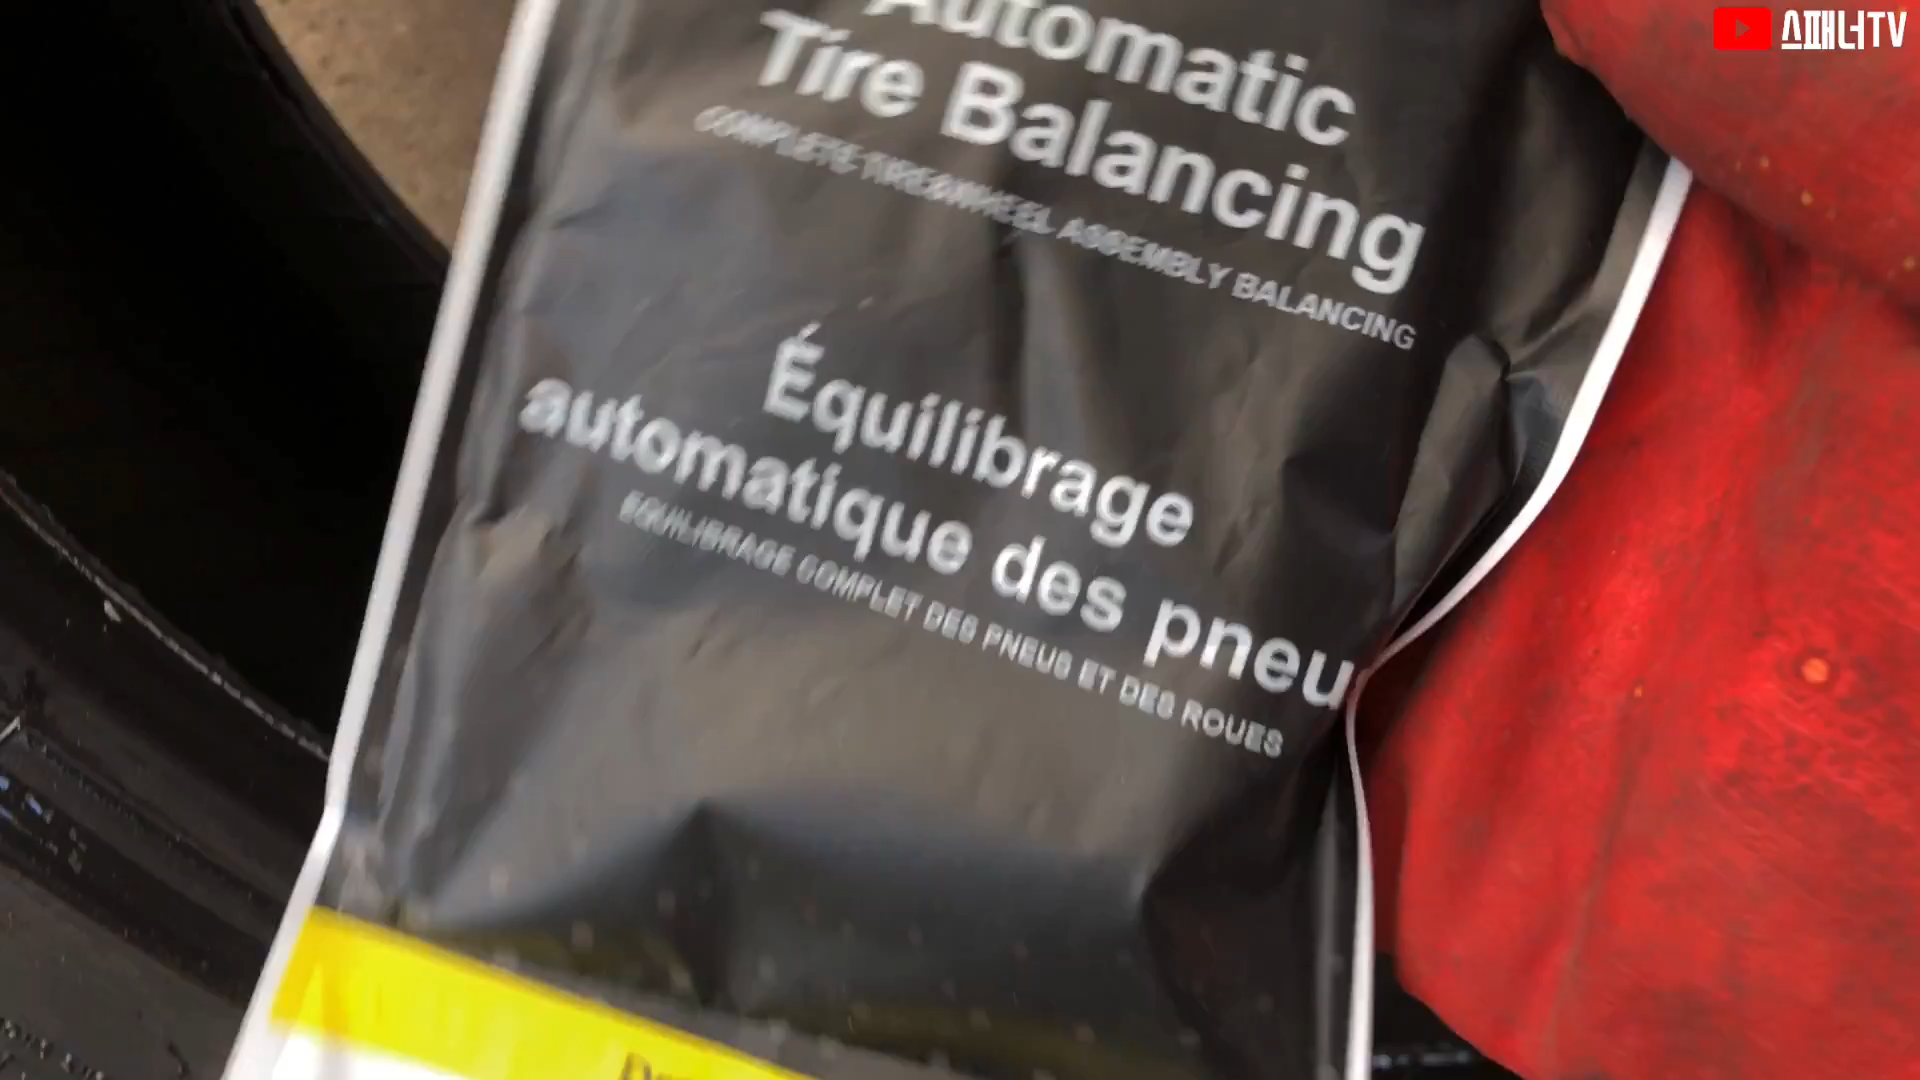 스패너TV
Automatic
Tire Balancing
COMPLETE TIRE&WHEEL ASSEMBLY BALANCING
Équilibrage
automatique des pneu
EQUILIBRAGE COMPLET DES PNEUS ET DES ROUES